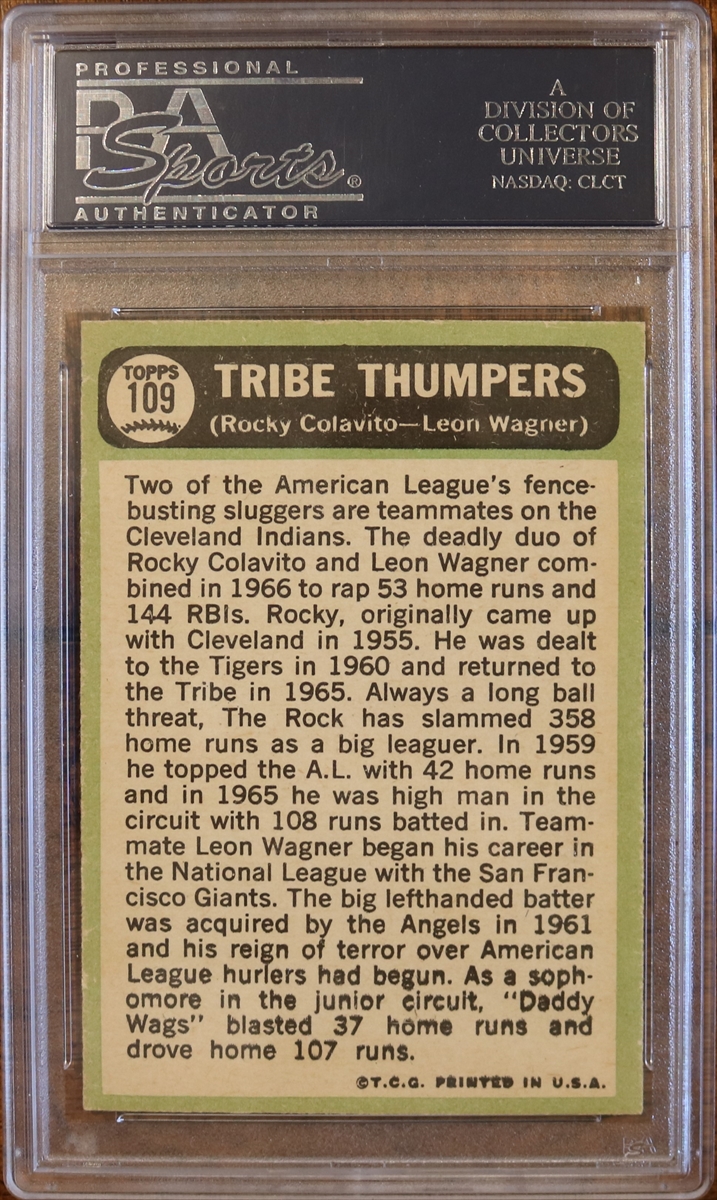 PROFESSIONAL
PSA
Sports®
AUTHENTICATOR
A
DIVISION OF
COLLECTORS
UNIVERSE
NASDAQ: CLCT
TOPPS
109
TRIBE THUMPERS
(Rocky Colavito—Leon Wagner)
Two of the American League's fence-
busting sluggers are teammates on the
Cleveland Indians. The deadly duo of
Rocky Colavito and Leon Wagner com-
bined in 1966 to rap 53 home runs and
144 RBIs. Rocky, originally came up
with Cleveland in 1955. He was dealt
to the Tigers in 1960 and returned to
the Tribe in 1965. Always a long ball
threat, The Rock has slammed 358
home runs as a big leaguer. In 1959
he topped the A.L. with 42 home runs
and in 1965 he was high man in the
circuit with 108 runs batted in. Team-
mate Leon Wagner began his career in
the National League with the San Fran-
cisco Giants. The big lefthanded batter
was acquired by the Angels in 1961
and his reign of terror over American
League hurlers had begun. As a soph-
omore in the junior circuit, "Daddy
Wags" blasted 37 home runs and
drove home 107 runs.
©T.C.G. PRINTED IN U.S.A.
PSA